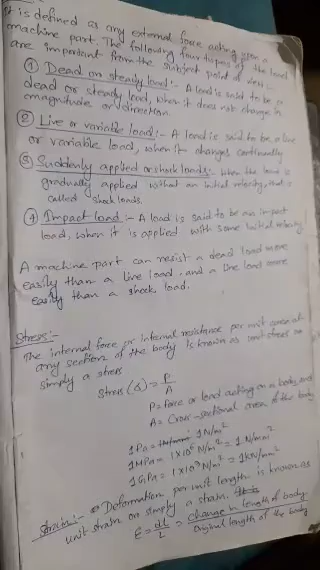 It is defined as any external force acting upon a
machine part. The following four types of the load
are important from the subject point of view:-
① Dead or steady load:- A load is said to be a
dead or steady load, when it does not change in
magnitude or direction.
② Live or variable load:- A load is said to be a live
or variable load, when it changes continually
③ Suddenly applied or shock loads:- When the load is
gradually applied without an initial velocity, that is
called shock loads.
④ Impact load:- A load is said to be an impact
load, when it is applied with some initial velocity
A machine part can resist a dead load more
easily than a live load and a live load more
easily than a shock load.
Stress:-
The internal force or internal resistance per unit area at
any section of the body is known as unit stress or
simply a stress
Stress (σ) = P/A
P = Force or load acting on a body, and
A = Cross-sectional area of the body
1 Pa = 1 N/m²
1 MPa = 1×10⁶ N/m² = 1 N/mm²
1 GPa = 1×10⁹ N/m² = 1 kN/mm²
Strain:- Deformation per unit length is known as
unit strain or simply a strain.
ε = dl/l = change in length of body / Original length of the body